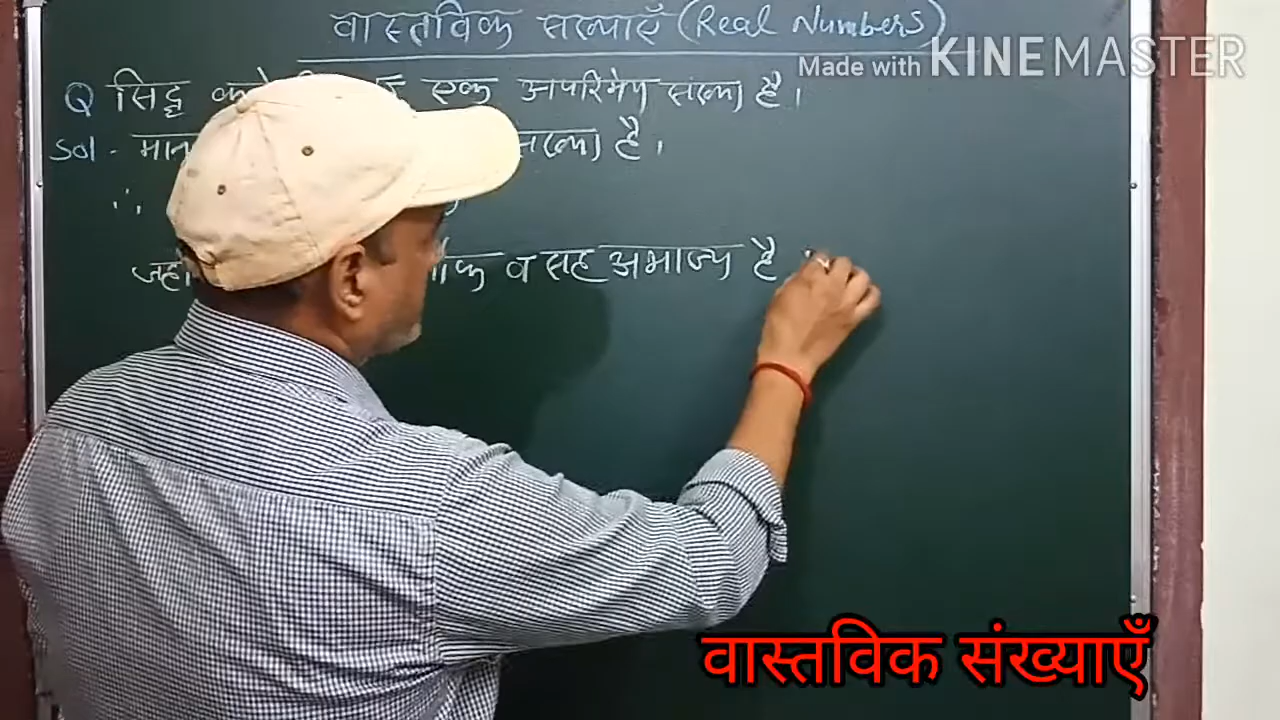 वास्तविक संख्याएँ (Real Numbers)
Made with KINEMASTER
Q सिद्ध एक अपरिमेय संख्या है।
Sol - मान संख्या है।
∴
जहाँ व सह अभाज्य है
वास्तविक संख्याएँ